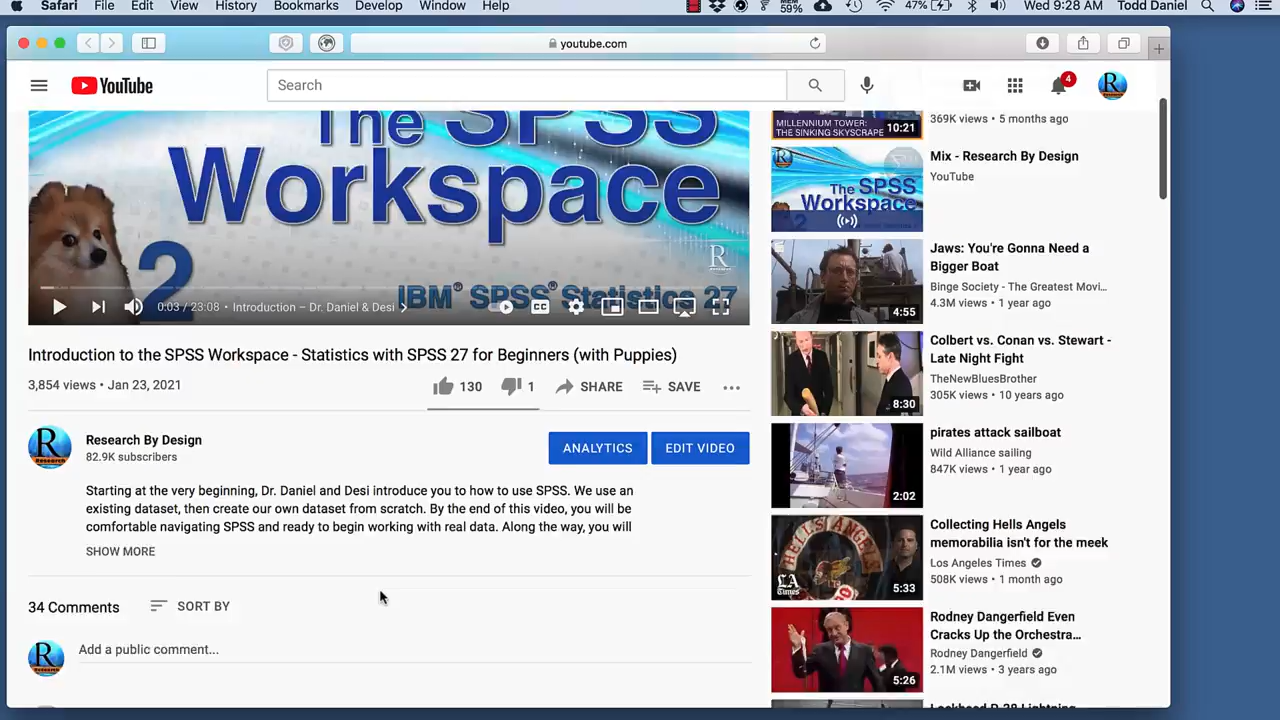 Safari File Edit View History Bookmarks Develop Window Help MEM 59% 47% Wed 9:28 AM Todd Daniel
youtube.com
YouTube
Search
4
The SPSS
Workspace
2
IBM® SPSS® Statistics 27
R
0:03 / 23:08 • Introduction – Dr. Daniel & Desi
CC
Introduction to the SPSS Workspace - Statistics with SPSS 27 for Beginners (with Puppies)
3,854 views • Jan 23, 2021
130
1
SHARE
SAVE
Research By Design
82.9K subscribers
ANALYTICS
EDIT VIDEO
Starting at the very beginning, Dr. Daniel and Desi introduce you to how to use SPSS. We use an
existing dataset, then create our own dataset from scratch. By the end of this video, you will be
comfortable navigating SPSS and ready to begin working with real data. Along the way, you will
SHOW MORE
34 Comments
SORT BY
Add a public comment...
MILLENNIUM TOWER:
THE SINKING SKYSCRAPER
10:21
369K views • 5 months ago
The SPSS
Workspace
2
Mix - Research By Design
YouTube
4:55
Jaws: You're Gonna Need a
Bigger Boat
Binge Society - The Greatest Movi...
4.3M views • 1 year ago
8:30
Colbert vs. Conan vs. Stewart -
Late Night Fight
TheNewBluesBrother
305K views • 10 years ago
2:02
pirates attack sailboat
Wild Alliance sailing
847K views • 1 year ago
HELLS ANGELS
LA
Times
5:33
Collecting Hells Angels
memorabilia isn't for the meek
Los Angeles Times
508K views • 1 month ago
5:26
Rodney Dangerfield Even
Cracks Up the Orchestra...
Rodney Dangerfield
2.1M views • 3 years ago